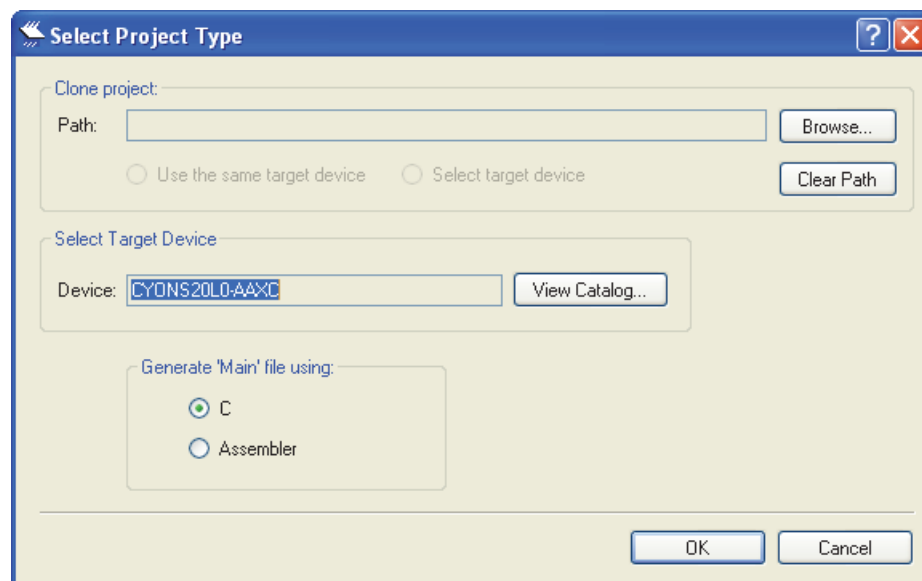 Select Project Type
Clone project:
Path:
Browse...
Use the same target device
Select target device
Clear Path
Select Target Device
Device:
CYONS20L0-AAXC
View Catalog...
Generate 'Main' file using:
C
Assembler
OK
Cancel